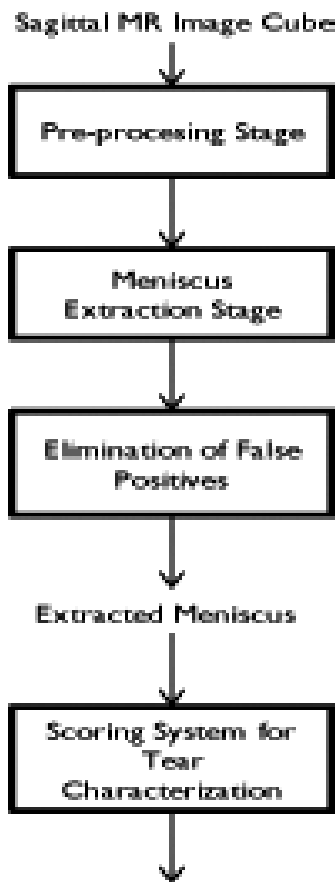 Sagittal MR Image Cube
Pre-procesing Stage
Meniscus
Extraction Stage
Elimination of False
Positives
Extracted Meniscus
Scoring System for
Tear
Characterization